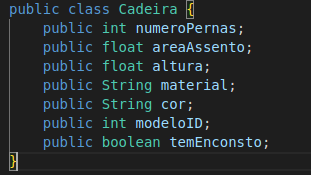 public class Cadeira {
    public int numeroPernas;
    public float areaAssento;
    public float altura;
    public String material;
    public String cor;
    public int modeloID;
    public boolean temEnconsto;
}